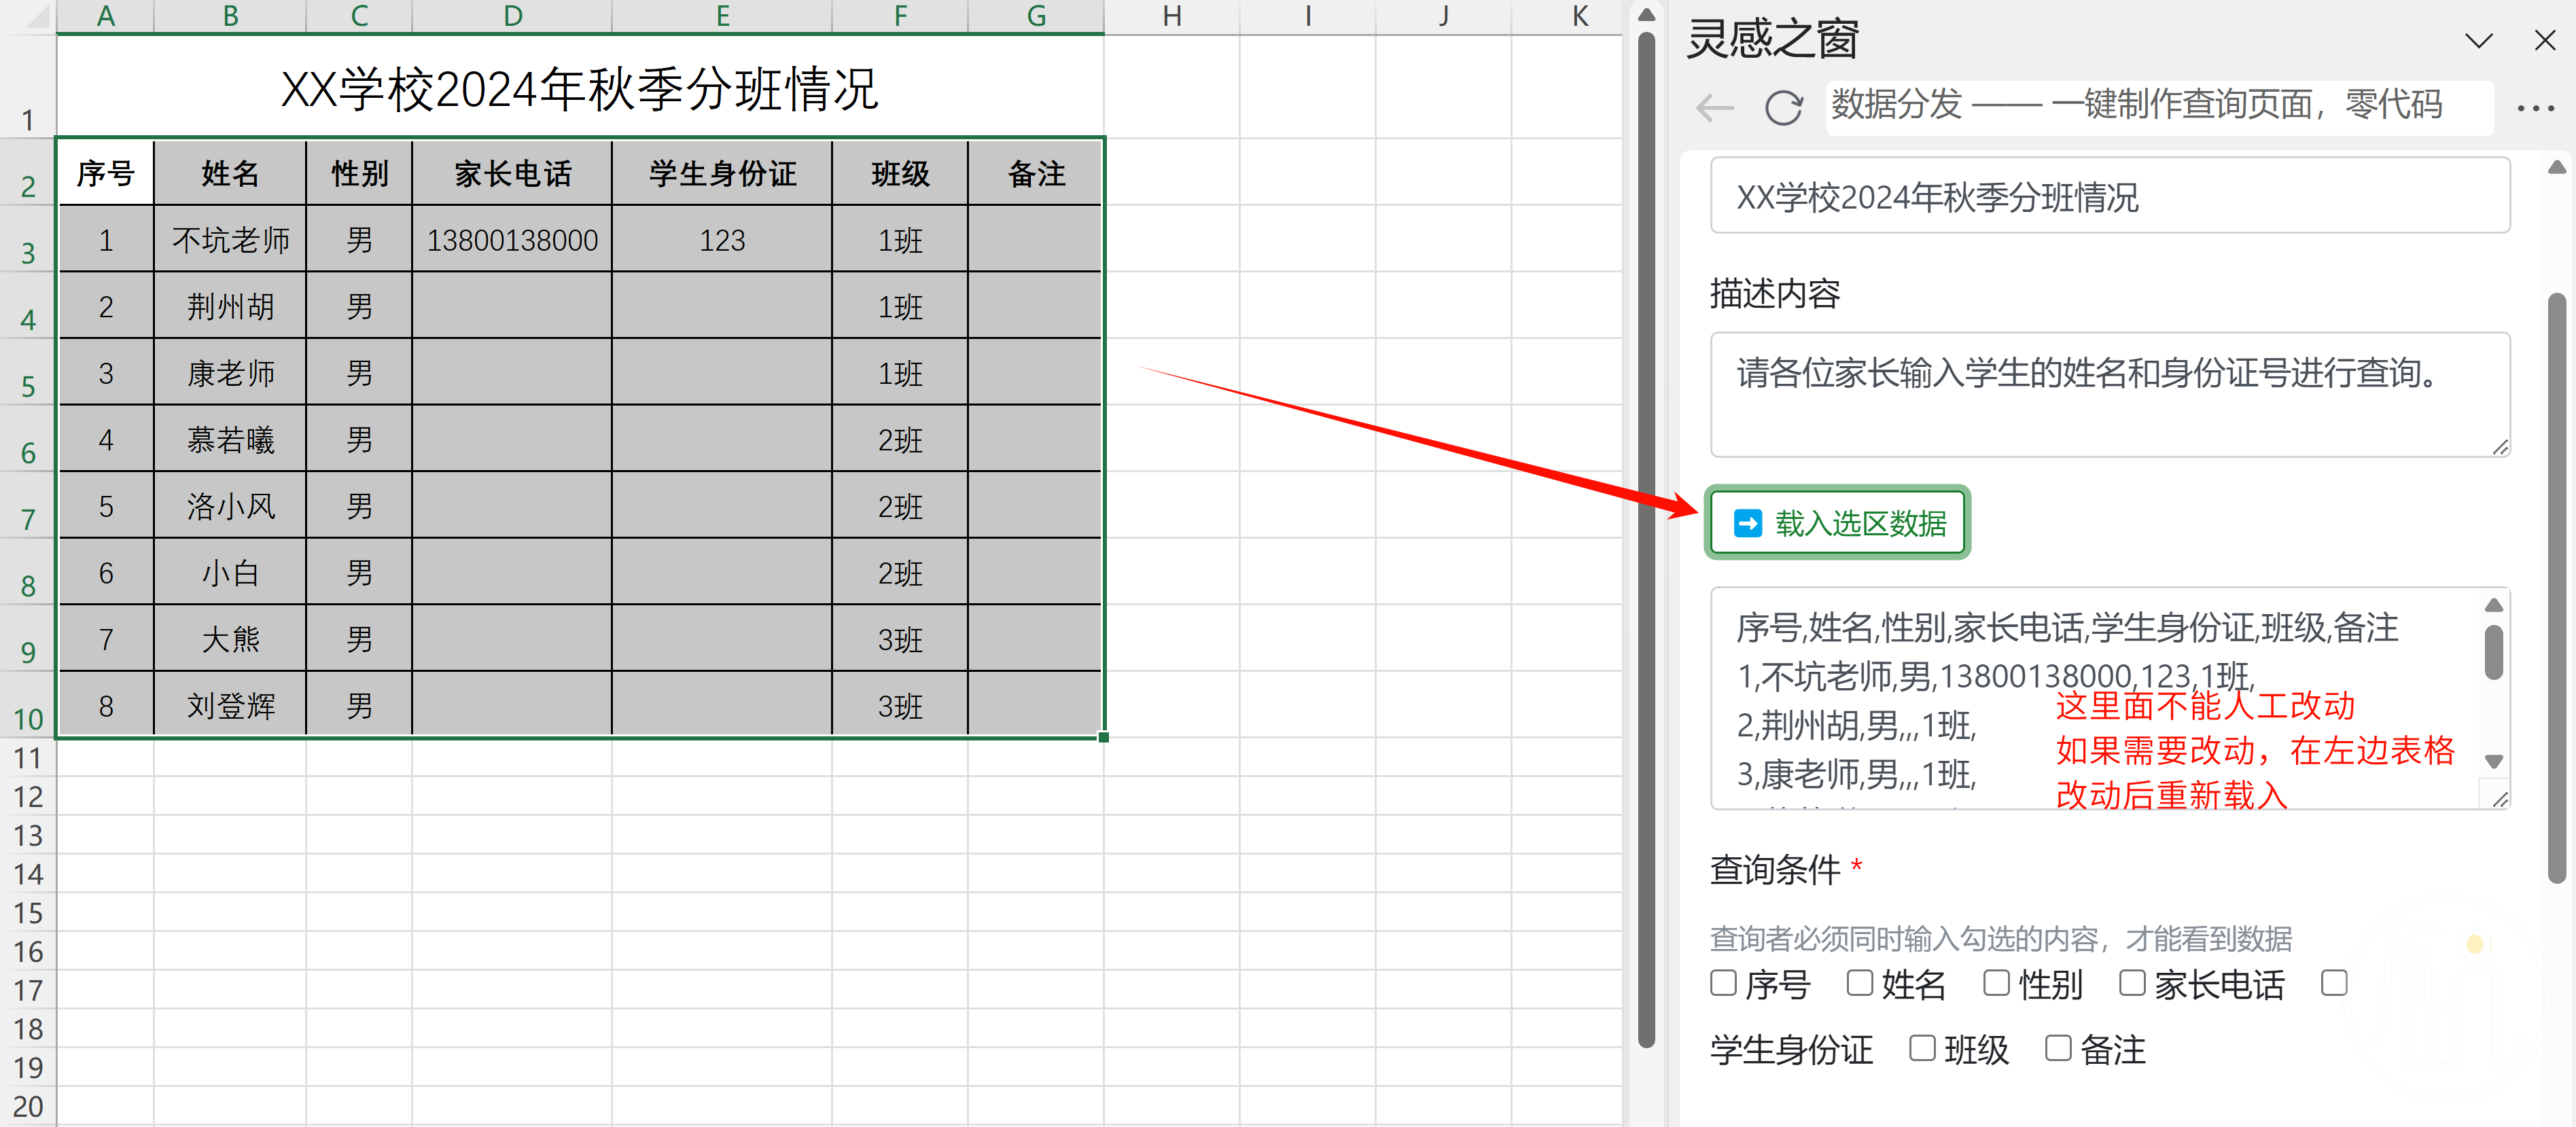 A B C D E F G H I J K
1 XX学校2024年秋季分班情况
2 序号 姓名 性别 家长电话 学生身份证 班级 备注
3 1 不坑老师 男 13800138000 123 1班
4 2 荆州胡 男 1班
5 3 康老师 男 1班
6 4 慕若曦 男 2班
7 5 洛小风 男 2班
8 6 小白 男 2班
9 7 大熊 男 3班
10 8 刘登辉 男 3班
11
12
13
14
15
16
17
18
19
20
灵感之窗
数据分发 —— 一键制作查询页面，零代码
XX学校2024年秋季分班情况
描述内容
请各位家长输入学生的姓名和身份证号进行查询。
载入选区数据
序号,姓名,性别,家长电话,学生身份证,班级,备注
1,不坑老师,男,13800138000,123,1班,
2,荆州胡,男,,,1班,
3,康老师,男,,,1班,
这里面不能人工改动
如果需要改动，在左边表格
改动后重新载入
查询条件 *
查询者必须同时输入勾选的内容，才能看到数据
序号 姓名 性别 家长电话
学生身份证 班级 备注